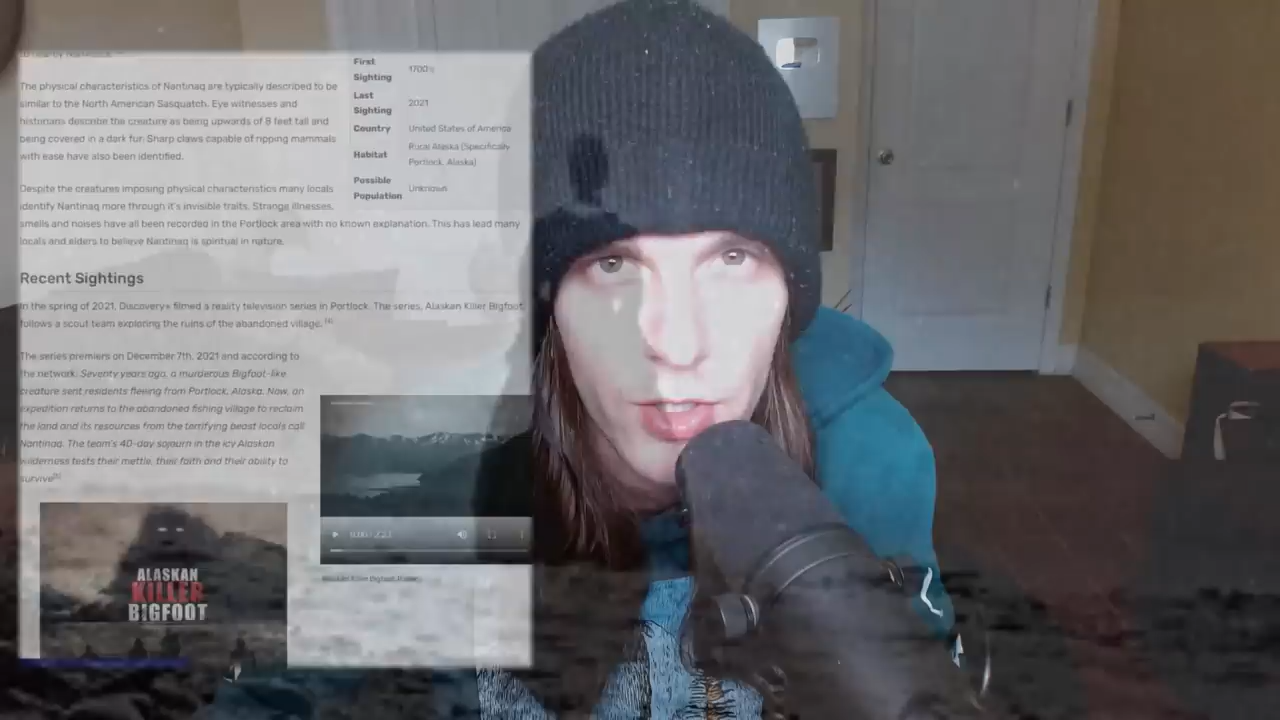 The physical characteristics of Nantinaq are typically described to be
similar to the North American Sasquatch. Eye witnesses and
historians describe the creature as being upwards of 8 feet tall and
being covered in a dark fur. Sharp claws capable of ripping mammals
with ease have also been identified.
Despite the creatures imposing physical characteristics many locals
identify Nantinaq more through it's invisible traits. Strange illnesses,
smells and noises have all been recorded in the Portlock area with no known explanation. This has lead many
locals and elders to believe Nantinaq is spiritual in nature.
First
Sighting
1700's
Last
Sighting
2021
Country
United States of America
Habitat
Rural Alaska (Specifically
Portlock, Alaska)
Possible
Population
Unknown
Recent Sightings
In the spring of 2021, Discovery+ filmed a reality television series in Portlock. The series, Alaskan Killer Bigfoot,
follows a scout team exploring the ruins of the abandoned village. [4]
The series premiers on December 7th, 2021 and according to
the network, Seventy years ago, a murderous Bigfoot-like
creature sent residents fleeing from Portlock, Alaska. Now, an
expedition returns to the abandoned fishing village to reclaim
the land and its resources from the terrifying beast locals call
Nantinaq. The team's 40-day sojourn in the icy Alaskan
wilderness tests their mettle, their faith and their ability to
survive[5]
0:00 / 2:23
Alaskan Killer Bigfoot Trailer
ALASKAN
KILLER
BIGFOOT